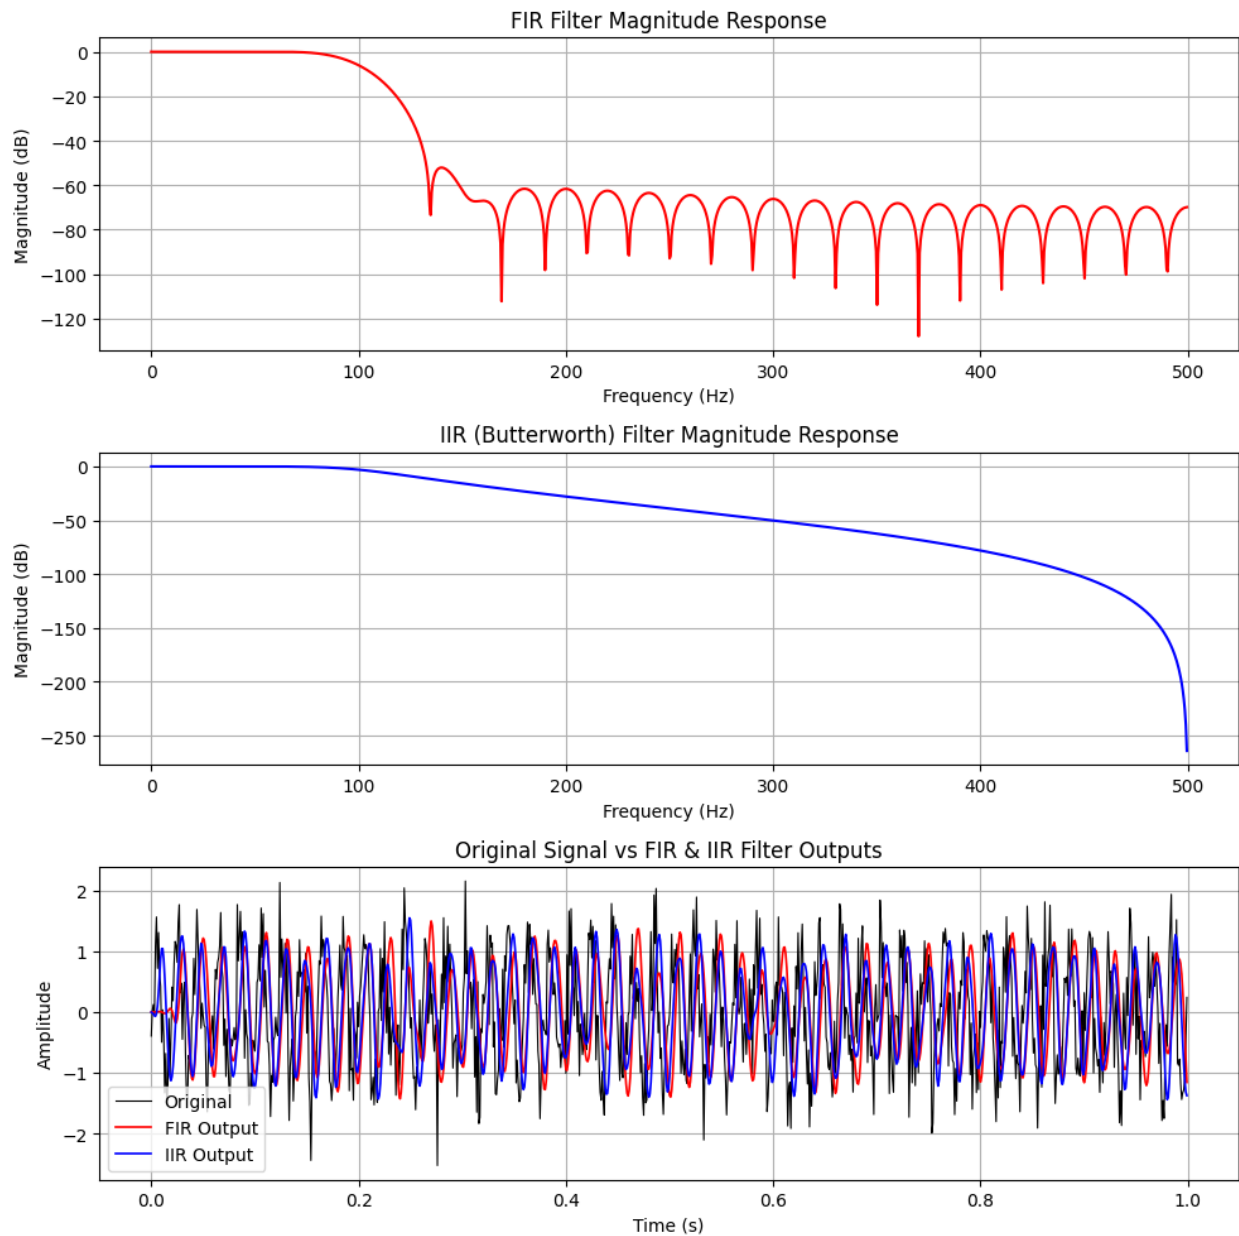 FIR Filter Magnitude Response
Magnitude (dB)
0
−20
−40
−60
−80
−100
−120
0 100 200 300 400 500
Frequency (Hz)
IIR (Butterworth) Filter Magnitude Response
Magnitude (dB)
0
−50
−100
−150
−200
−250
0 100 200 300 400 500
Frequency (Hz)
Original Signal vs FIR & IIR Filter Outputs
Amplitude
2
1
0
−1
−2
Original
FIR Output
IIR Output
0.0 0.2 0.4 0.6 0.8 1.0
Time (s)